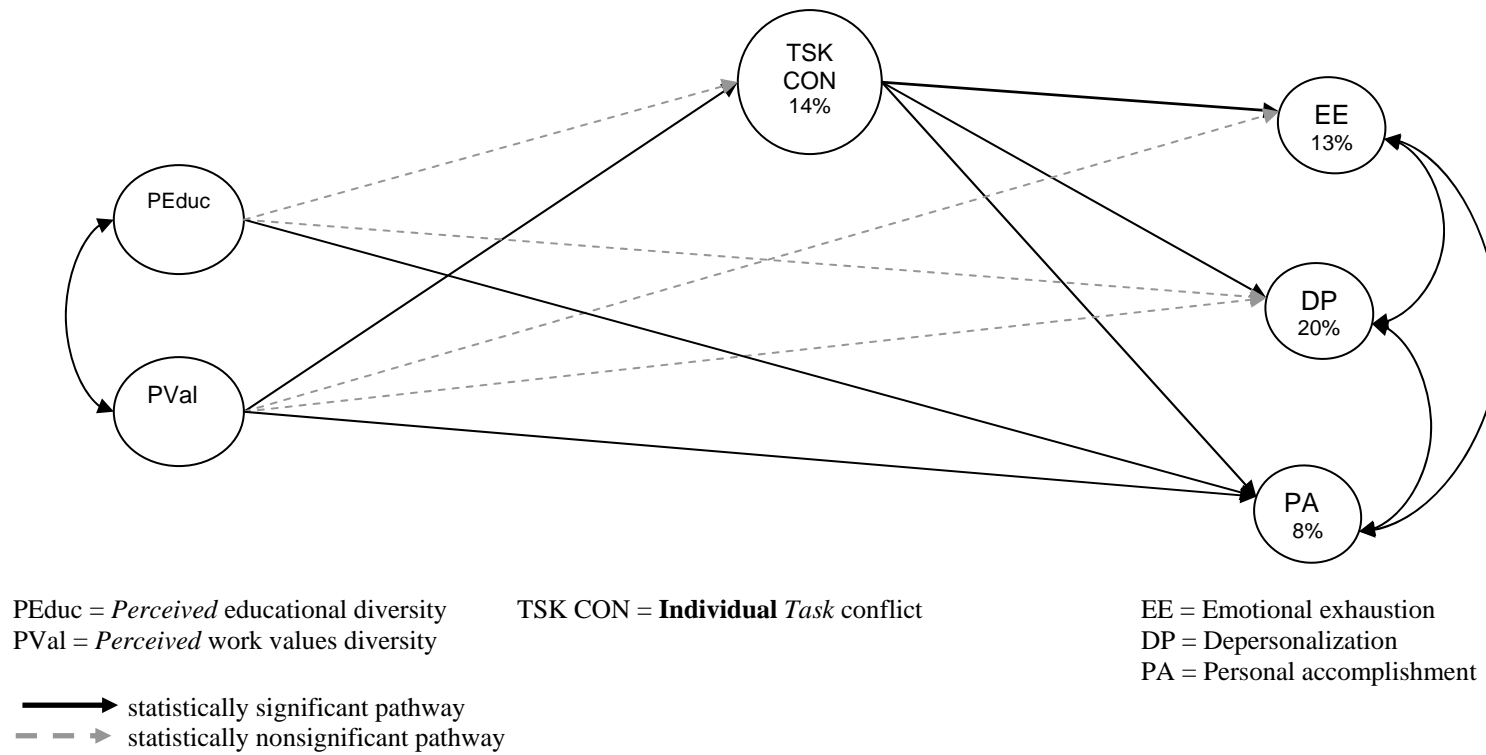 TSK
CON
14%
EE
13%
PEduc
DP
20%
PVal
PA
8%
PEduc = Perceived educational diversity
PVal = Perceived work values diversity
TSK CON = Individual Task conflict
EE = Emotional exhaustion
DP = Depersonalization
PA = Personal accomplishment
statistically significant pathway
statistically nonsignificant pathway